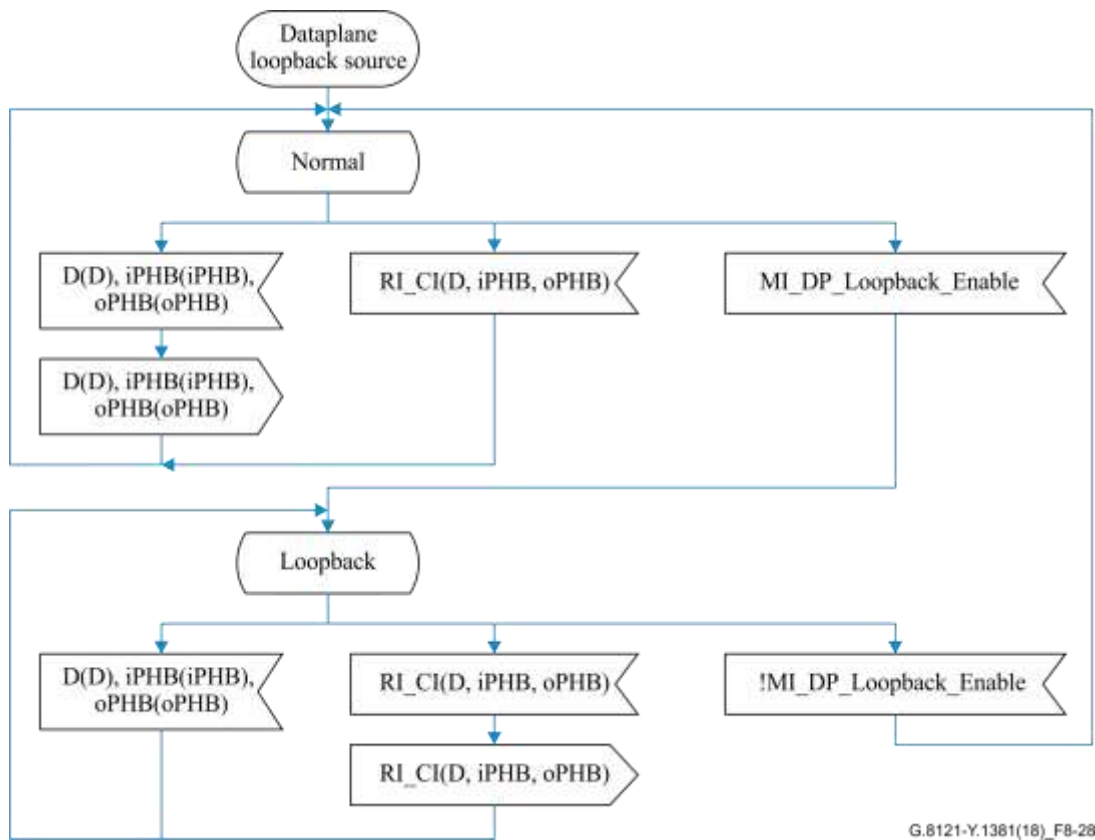 Dataplane
loopback source
Normal
D(D), iPHB(iPHB),
oPHB(oPHB)
RI_CI(D, iPHB, oPHB)
MI_DP_Loopback_Enable
D(D), iPHB(iPHB),
oPHB(oPHB)
Loopback
D(D), iPHB(iPHB),
oPHB(oPHB)
RI_CI(D, iPHB, oPHB)
!MI_DP_Loopback_Enable
RI_CI(D, iPHB, oPHB)
G.8121-Y.1381(18)_F8-28